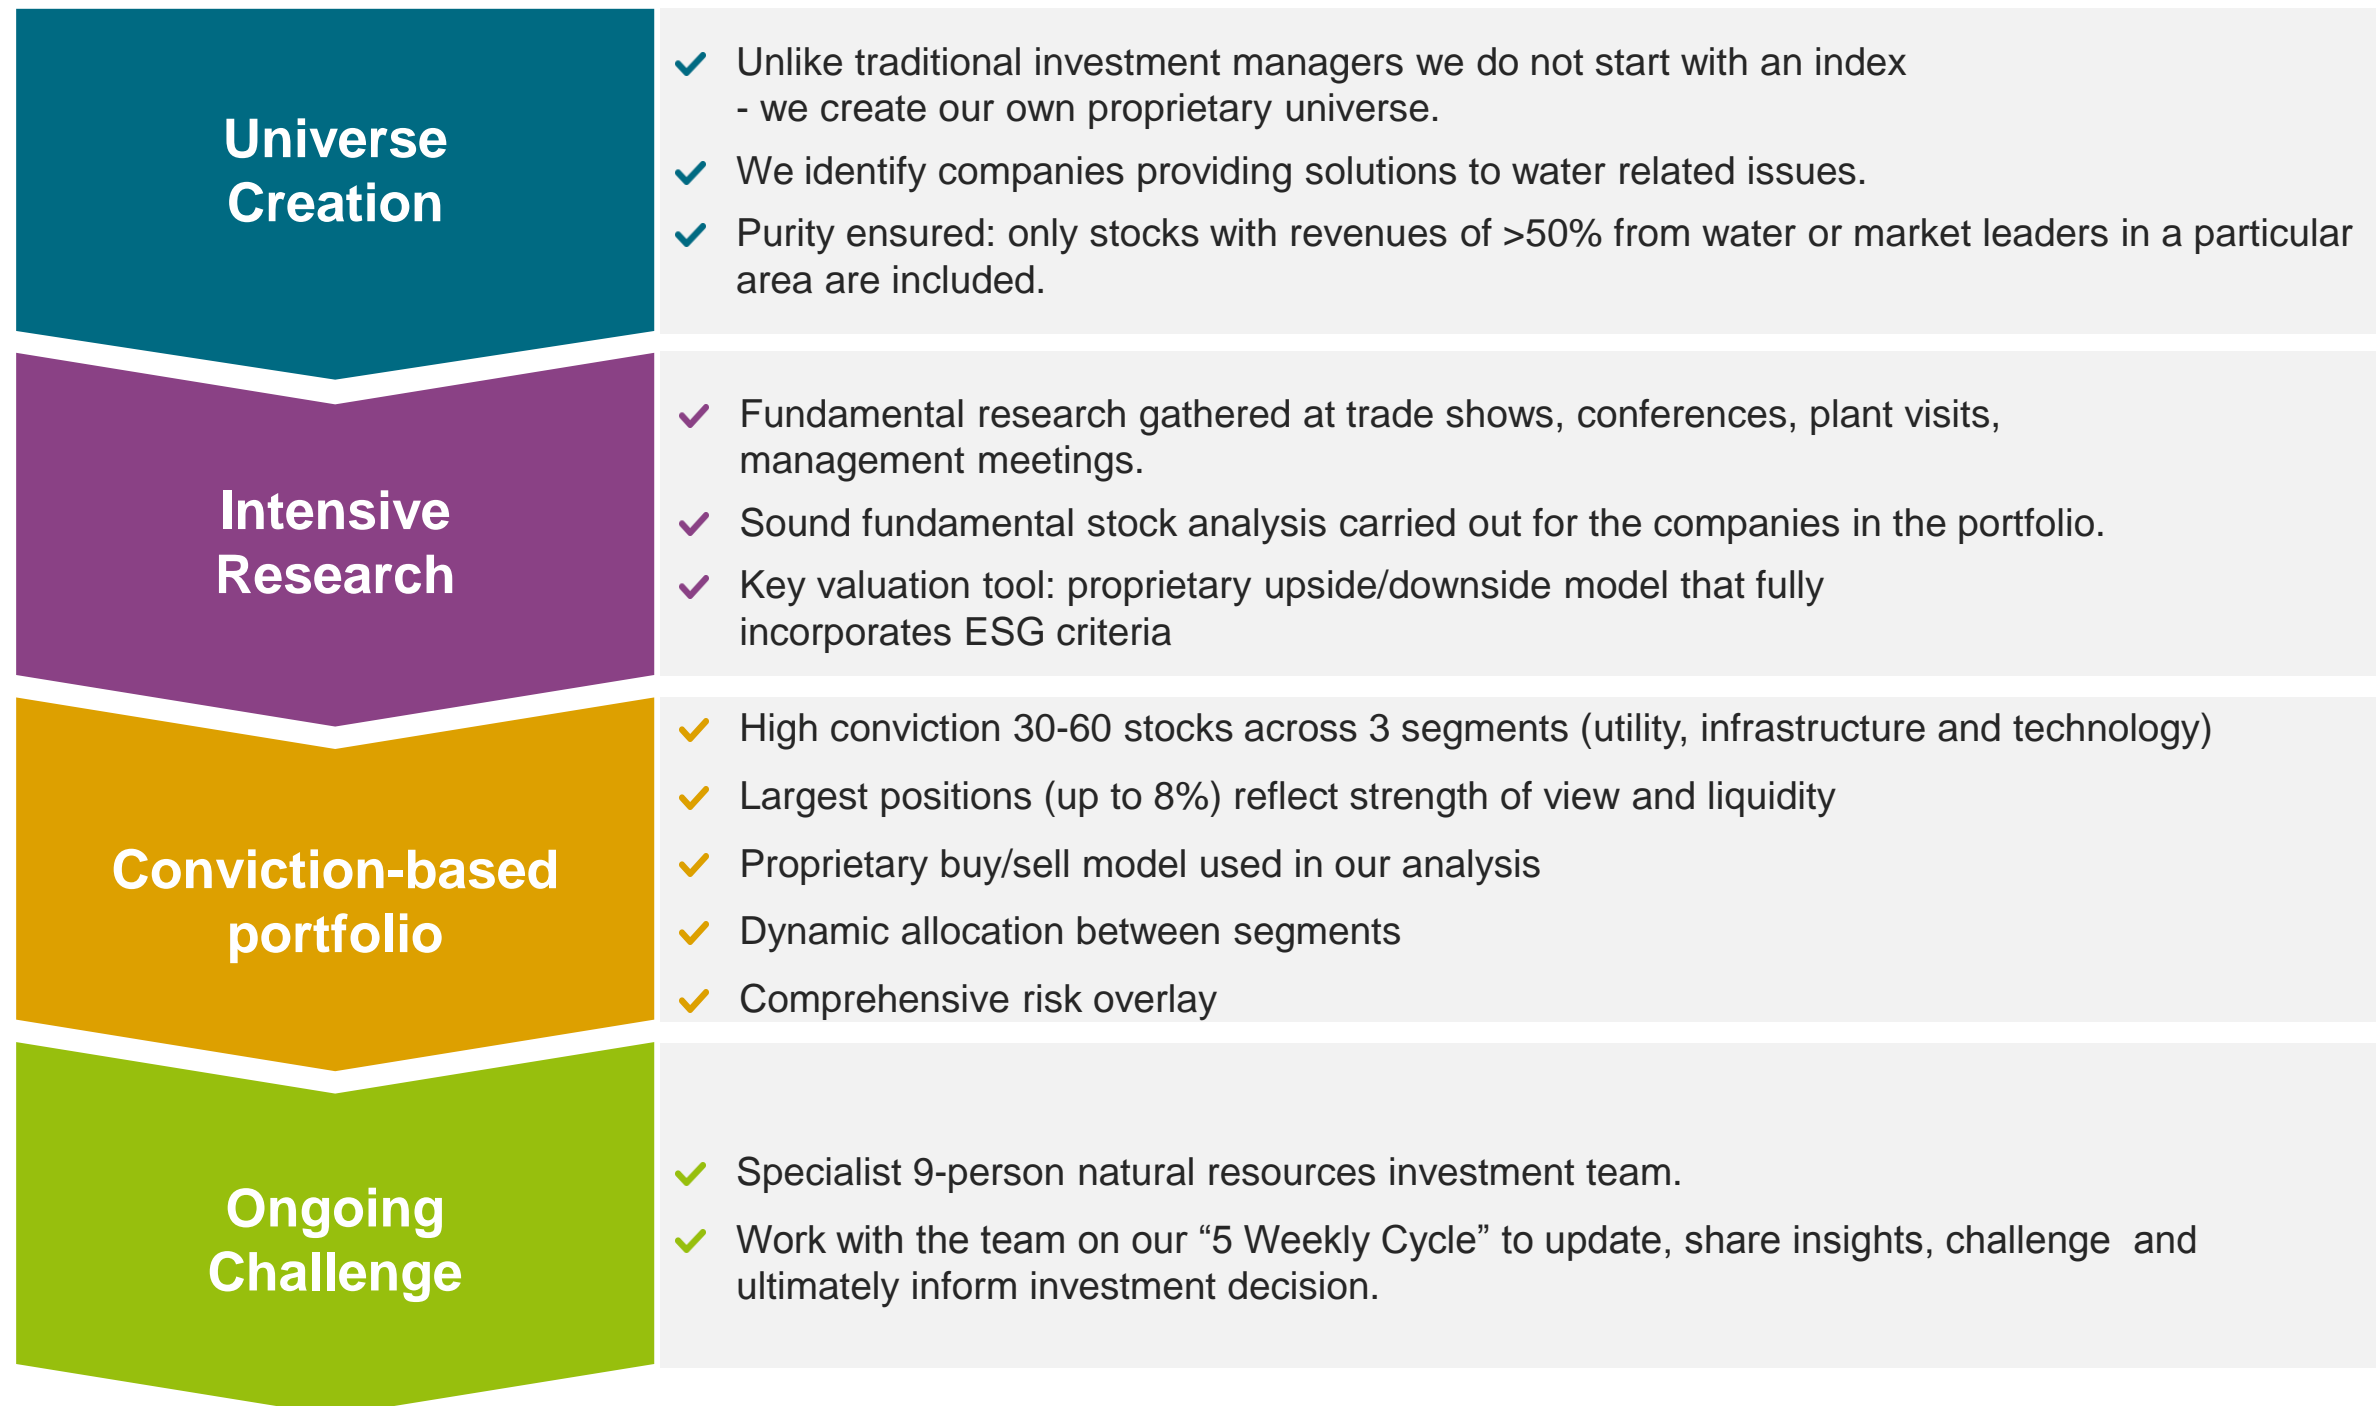 Universe
Creation
Unlike traditional investment managers we do not start with an index
- we create our own proprietary universe.
We identify companies providing solutions to water related issues.
Purity ensured: only stocks with revenues of >50% from water or market leaders in a particular
area are included.
Intensive
Research
Fundamental research gathered at trade shows, conferences, plant visits,
management meetings.
Sound fundamental stock analysis carried out for the companies in the portfolio.
Key valuation tool: proprietary upside/downside model that fully
incorporates ESG criteria
Conviction-based
portfolio
High conviction 30-60 stocks across 3 segments (utility, infrastructure and technology)
Largest positions (up to 8%) reflect strength of view and liquidity
Proprietary buy/sell model used in our analysis
Dynamic allocation between segments
Comprehensive risk overlay
Ongoing
Challenge
Specialist 9-person natural resources investment team.
Work with the team on our “5 Weekly Cycle” to update, share insights, challenge  and
ultimately inform investment decision.